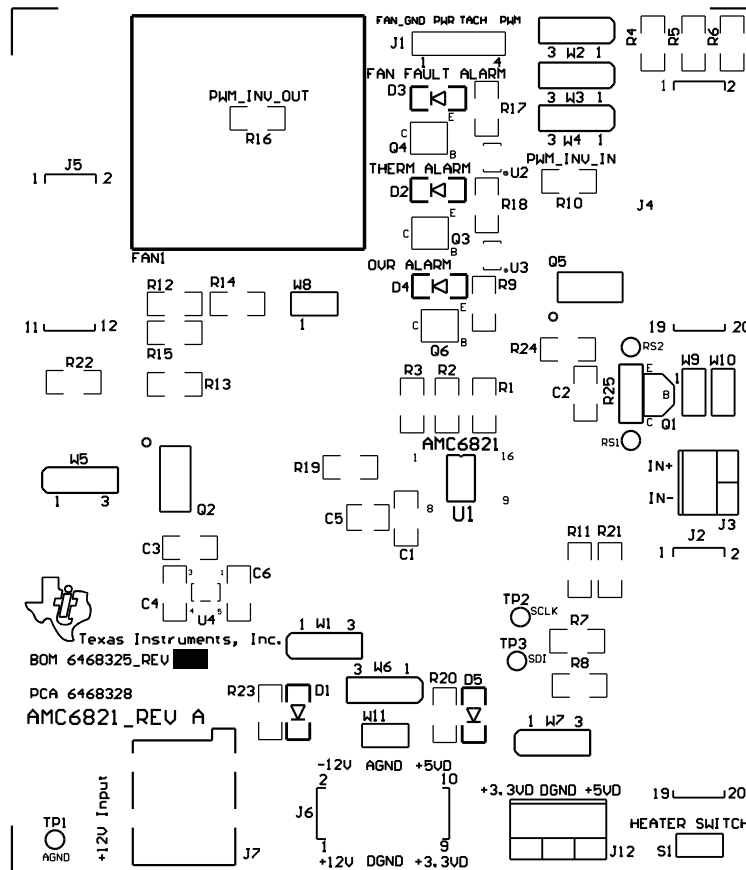 FAN_GND PWR TACH PWM
J1
1 4
3 W2 1
R4
R5
R6
FAN FAULT ALARM
D3
3 W3 1
1 2
PWM_INV_OUT
R16
R17
E
C
Q4
B
3 W4 1
J5
1 2
THERM ALARM
U2
PWM_INV_IN
D2
R18
R10
J4
E
C
Q3
B
FAN1
OVR ALARM
U3
Q5
R12
R14
W8
1
D4
R9
E
C
Q6
B
11 12
R15
19 20
R24
RS2
R22
R13
R3
R2
R1
C2
R25
E
B
C
Q1
1
W9
W10
AMC6821
1 16
RS1
W5
1 3
R19
IN+
IN-
J3
Q2
8 9
U1
C5
C1
J2
1 2
C3
R11
R21
3 1
C6
C4
4 5
U4
TP2
SCLK
Texas Instruments, Inc.
1 W1 3
R7
TP3
SDI
BOM 6468325_REV
3 W6 1
R8
PCA 6468328
R23
D1
R20
D5
AMC6821_REV A
W11
1 W7 3
-12V AGND +5VD
2 10
+3.3VD DGND +5VD
19 20
+12V Input
J6
TP1
AGND
HEATER SWITCH
S1
J7
1 9
+12V DGND +3.3VD
J12